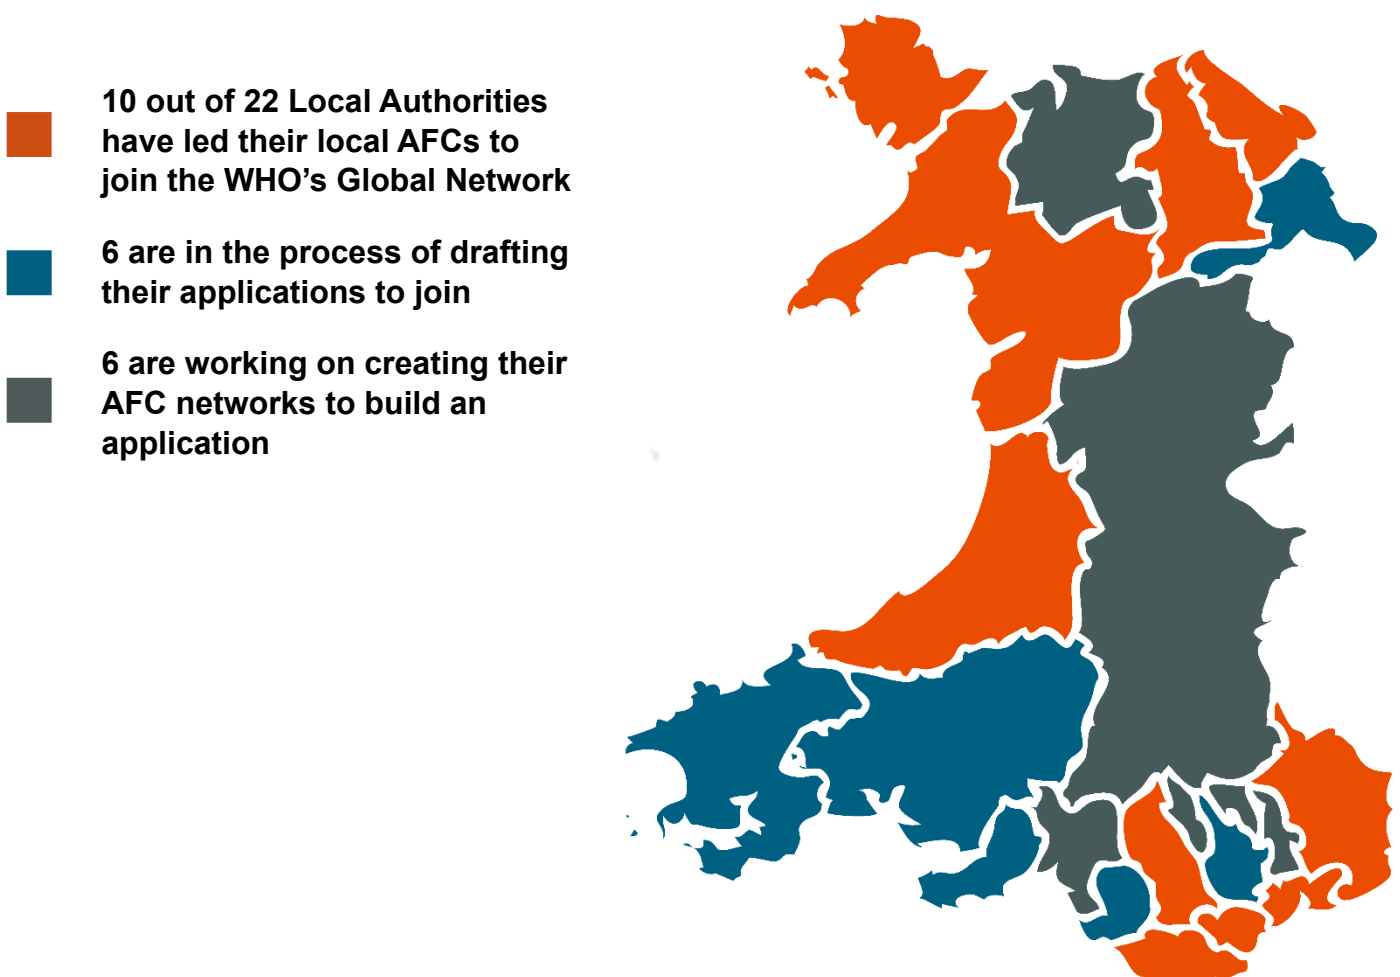 10 out of 22 Local Authorities
have led their local AFCs to
join the WHO’s Global Network
6 are in the process of drafting
their applications to join
6 are working on creating their
AFC networks to build an
application